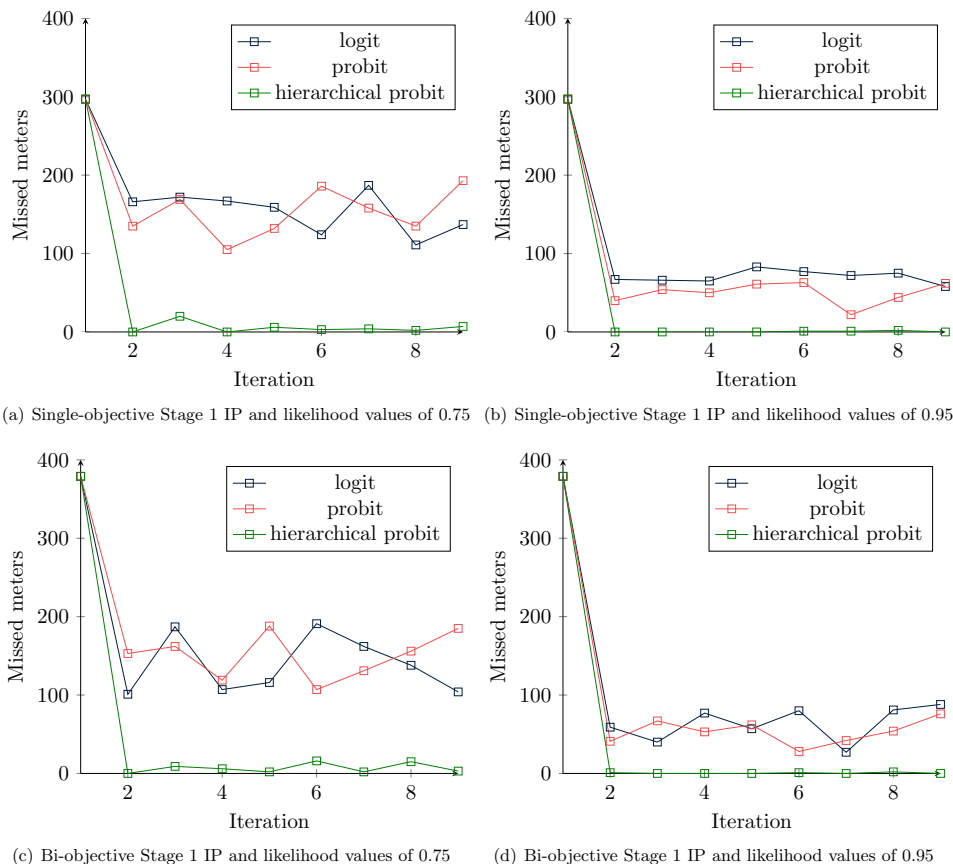 400
300
200
100
0
2
4
6
8
Missed meters
Iteration
logit
probit
hierarchical probit
(a) Single-objective Stage 1 IP and likelihood values of 0.75
400
300
200
100
0
2
4
6
8
Missed meters
Iteration
logit
probit
hierarchical probit
(b) Single-objective Stage 1 IP and likelihood values of 0.95
400
300
200
100
0
2
4
6
8
Missed meters
Iteration
logit
probit
hierarchical probit
(c) Bi-objective Stage 1 IP and likelihood values of 0.75
400
300
200
100
0
2
4
6
8
Missed meters
Iteration
logit
probit
hierarchical probit
(d) Bi-objective Stage 1 IP and likelihood values of 0.95